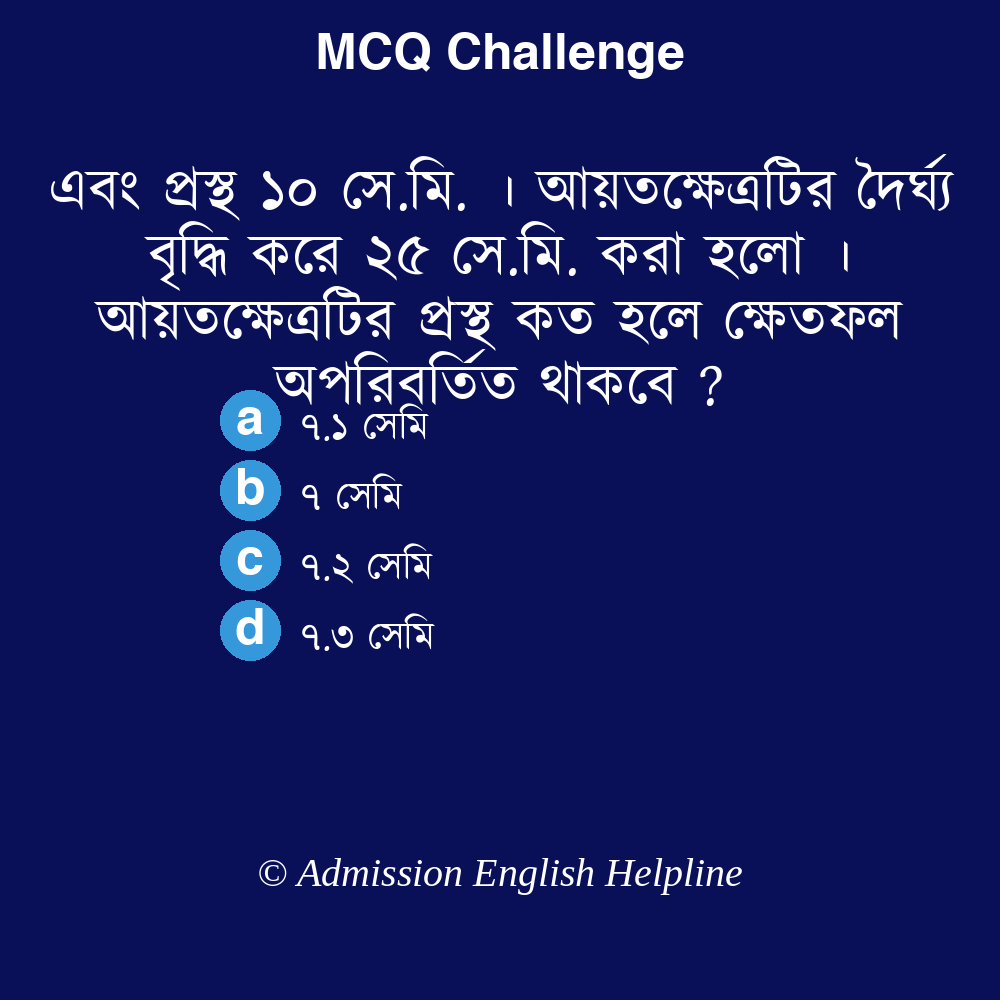 MCQ Challenge
এবং প্রস্থ ১০ সে.মি. । আয়তক্ষেত্রটির দৈর্ঘ্য
বৃদ্ধি করে ২৫ সে.মি. করা হলো ।
আয়তক্ষেত্রটির প্রস্থ কত হলে ক্ষেতফল
অপরিবর্তিত থাকবে ?
a ৭.১ সেমি
b ৭ সেমি
c ৭.২ সেমি
d ৭.৩ সেমি
© Admission English Helpline